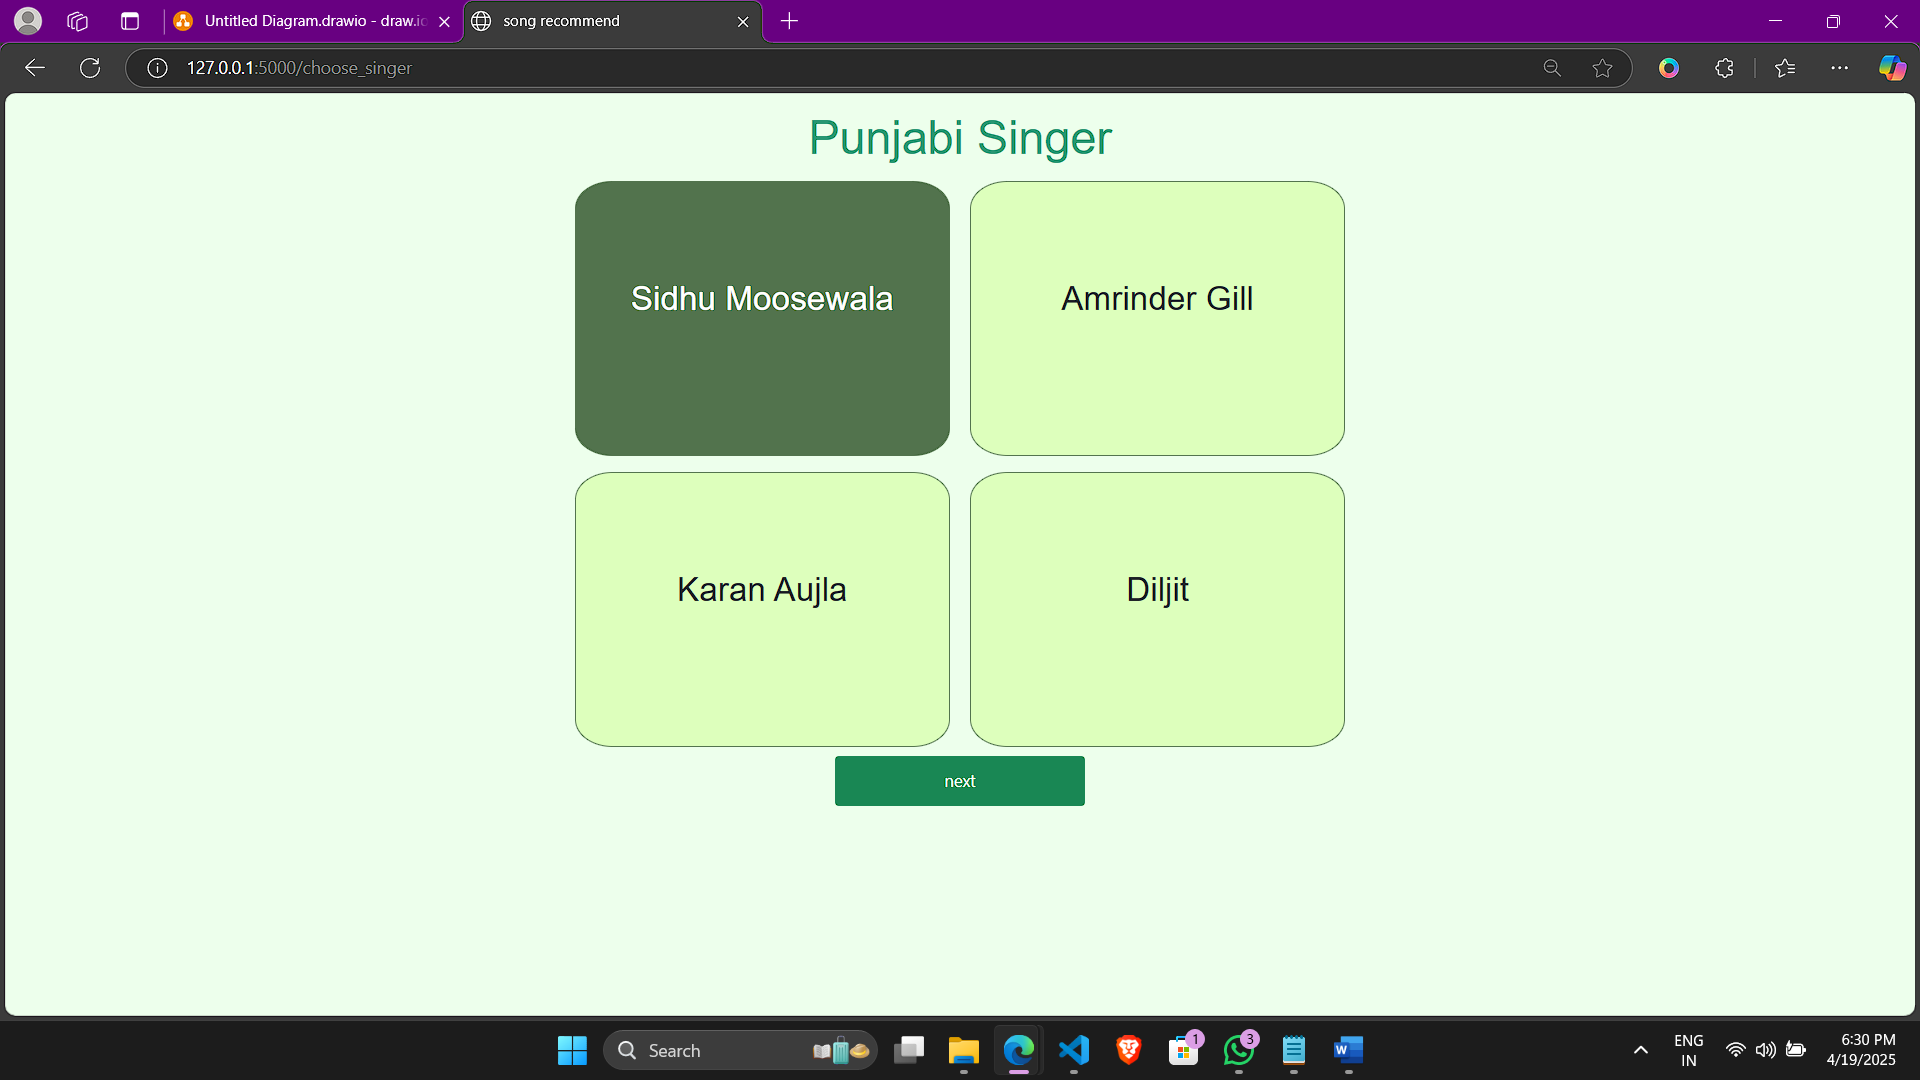 Untitled Diagram.drawio - draw.io
song recommend
127.0.0.1:5000/choose_singer
Punjabi Singer
Sidhu Moosewala
Amrinder Gill
Karan Aujla
Diljit
next
Search
1
3
W
ENG
IN
6:30 PM
4/19/2025